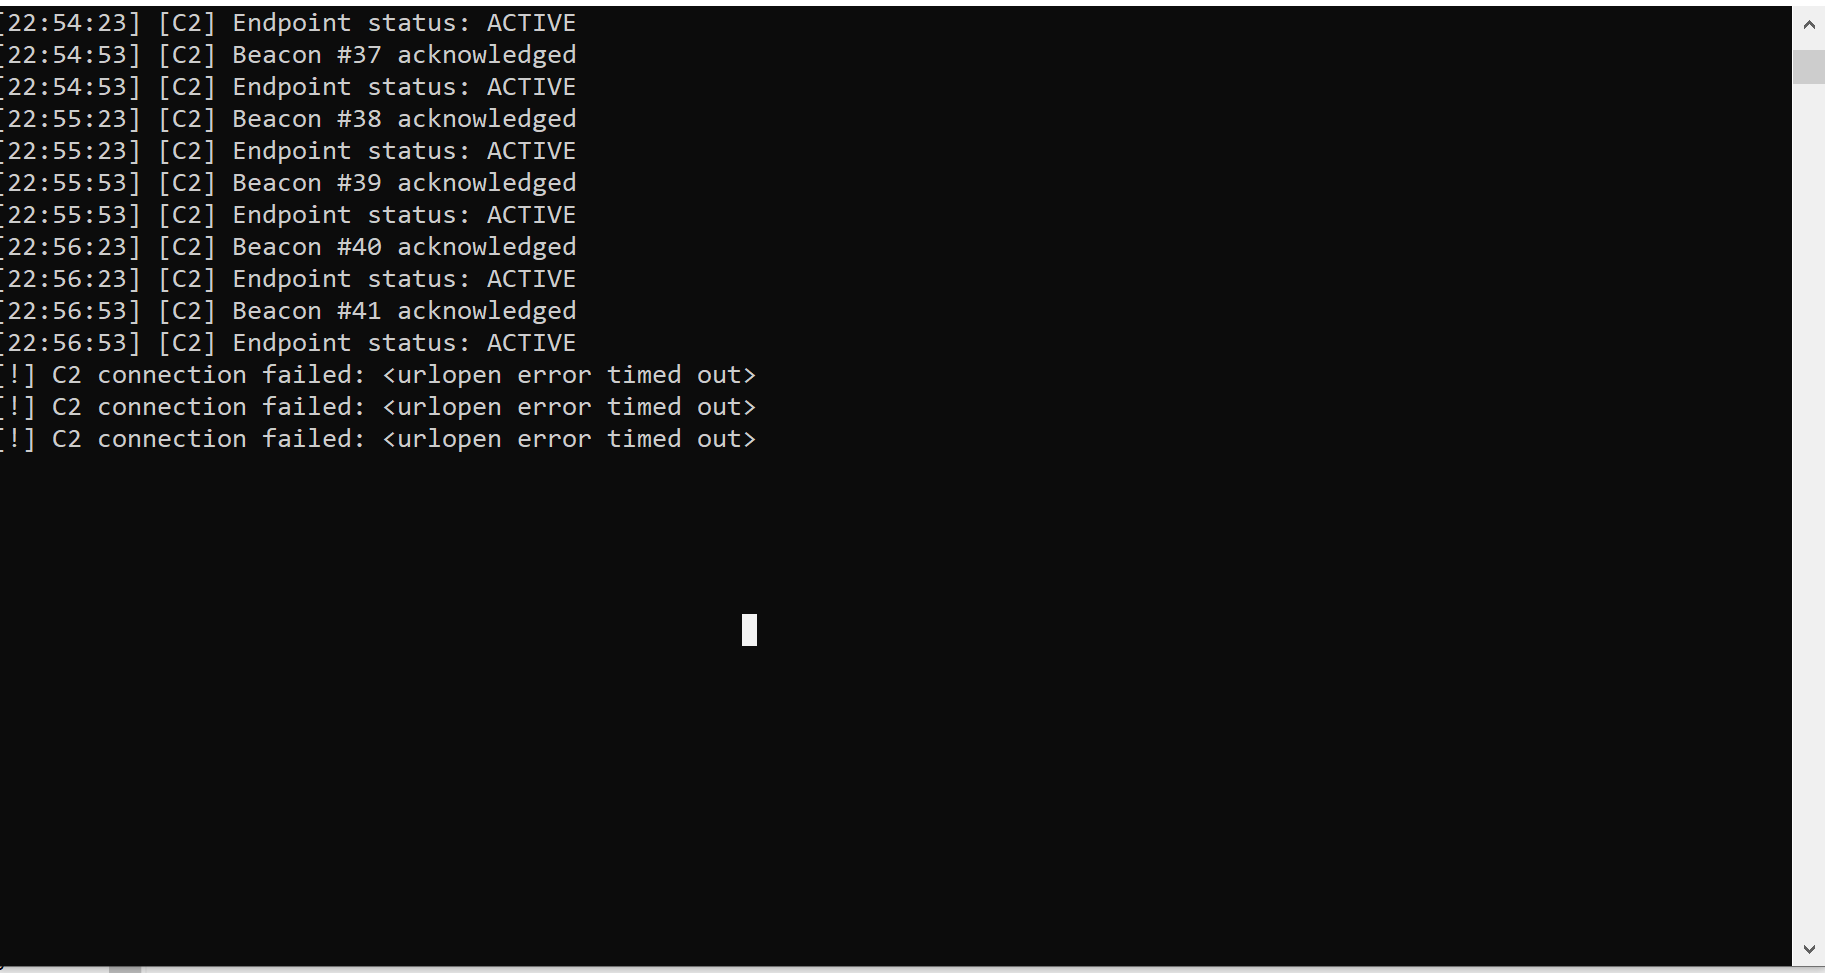 [22:54:23] [C2] Endpoint status: ACTIVE
[22:54:53] [C2] Beacon #37 acknowledged
[22:54:53] [C2] Endpoint status: ACTIVE
[22:55:23] [C2] Beacon #38 acknowledged
[22:55:23] [C2] Endpoint status: ACTIVE
[22:55:53] [C2] Beacon #39 acknowledged
[22:55:53] [C2] Endpoint status: ACTIVE
[22:56:23] [C2] Beacon #40 acknowledged
[22:56:23] [C2] Endpoint status: ACTIVE
[22:56:53] [C2] Beacon #41 acknowledged
[22:56:53] [C2] Endpoint status: ACTIVE
[!] C2 connection failed: <urlopen error timed out>
[!] C2 connection failed: <urlopen error timed out>
[!] C2 connection failed: <urlopen error timed out>